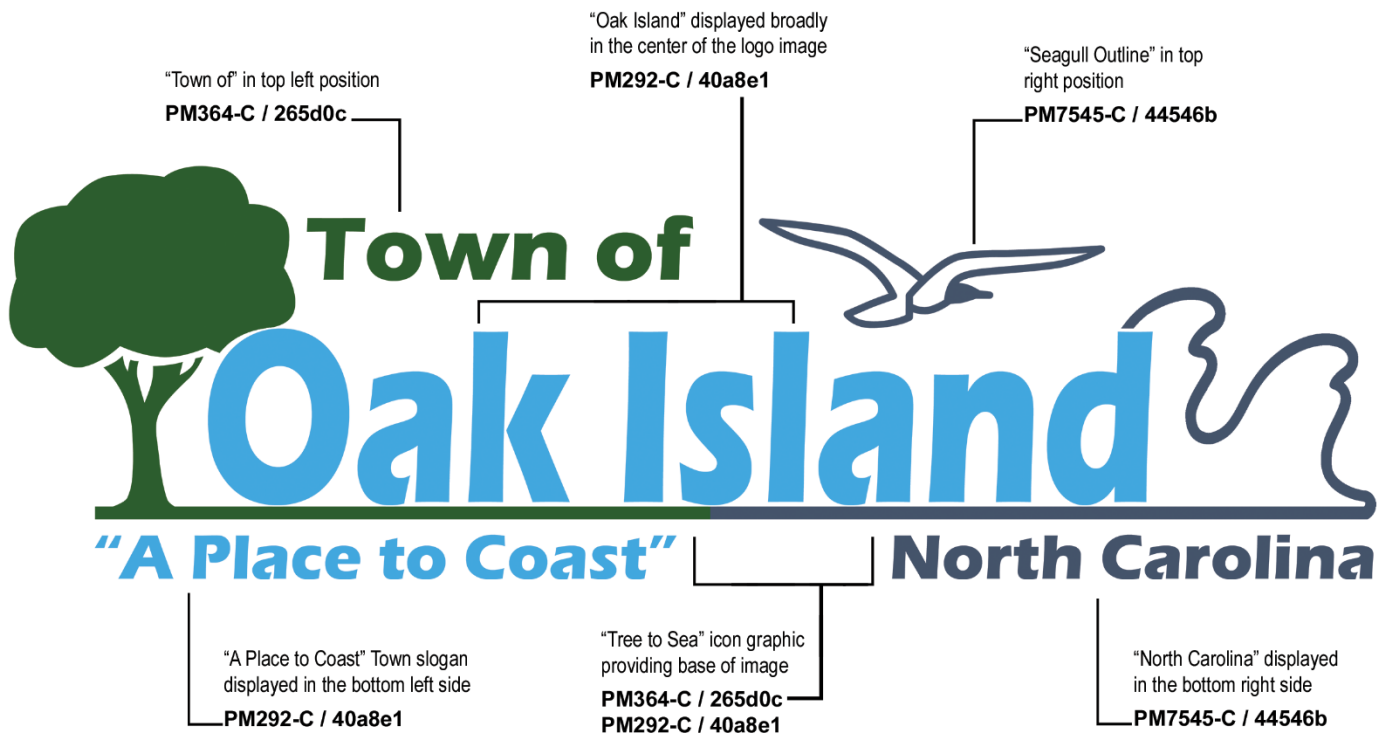 “Oak Island” displayed broadly
in the center of the logo image
PM292-C / 40a8e1
“Town of” in top left position
PM364-C / 265d0c
“Seagull Outline” in top
right position
PM7545-C / 44546b
Town of
Oak Island
“A Place to Coast”
North Carolina
“A Place to Coast” Town slogan
displayed in the bottom left side
PM292-C / 40a8e1
“Tree to Sea” icon graphic
providing base of image
PM364-C / 265d0c
PM292-C / 40a8e1
“North Carolina” displayed
in the bottom right side
PM7545-C / 44546b